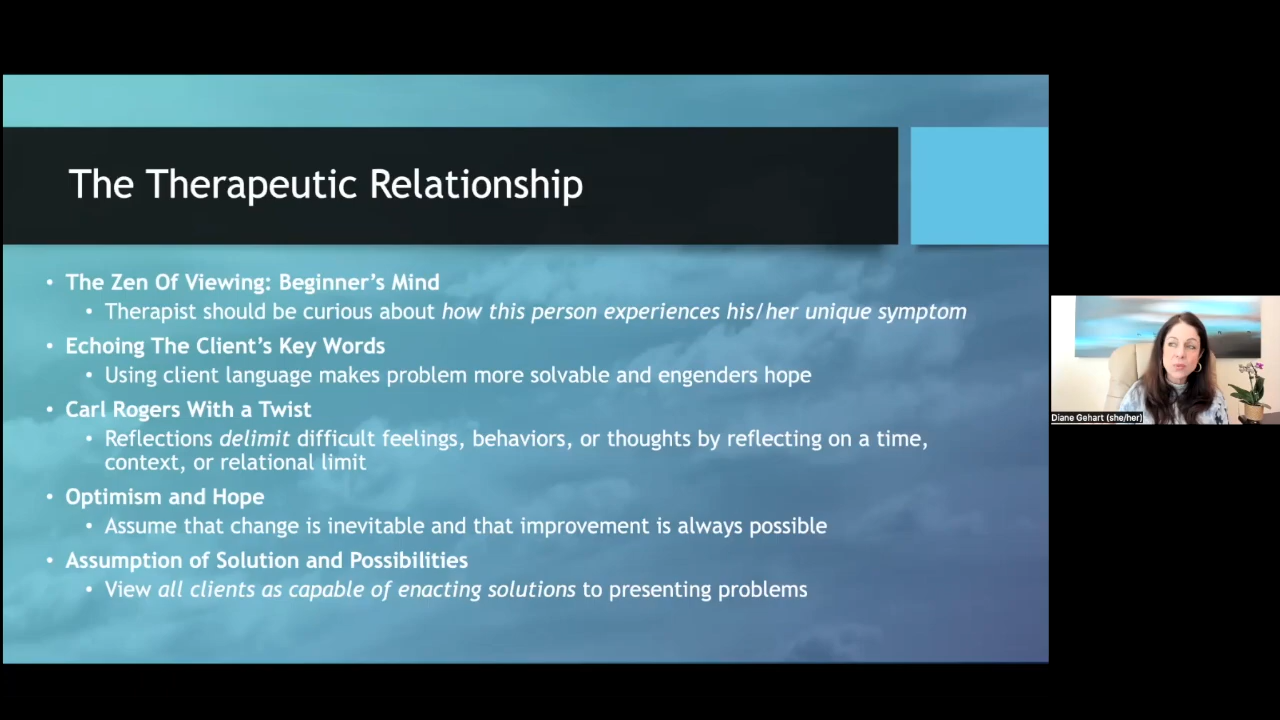 The Therapeutic Relationship
• The Zen Of Viewing: Beginner's Mind
• Therapist should be curious about how this person experiences his/her unique symptom
• Echoing The Client's Key Words
• Using client language makes problem more solvable and engenders hope
• Carl Rogers With a Twist
• Reflections delimit difficult feelings, behaviors, or thoughts by reflecting on a time,
context, or relational limit
• Optimism and Hope
• Assume that change is inevitable and that improvement is always possible
• Assumption of Solution and Possibilities
• View all clients as capable of enacting solutions to presenting problems
Diane Gehart (she/her)